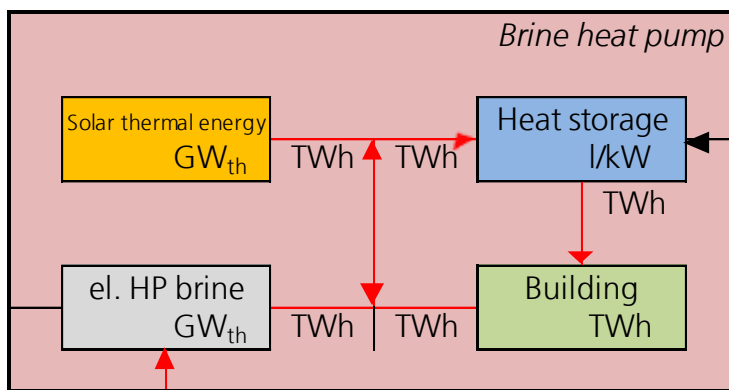 Brine heat pump
Solar thermal energy
GWth
TWh
TWh
Heat storage
l/kW
TWh
el. HP brine
GWth
TWh
TWh
Building
TWh